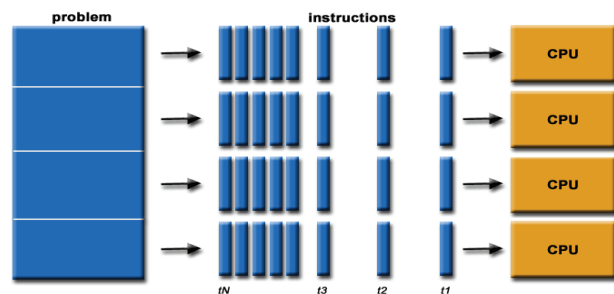 problem
instructions
CPU
CPU
CPU
CPU
tN t3 t2 t1